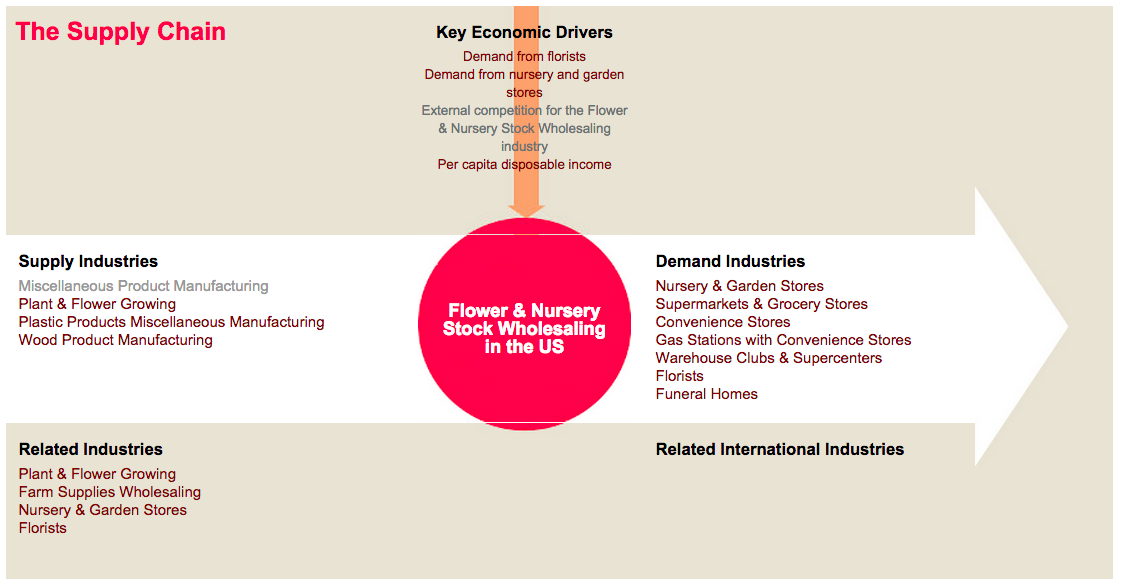 The Supply Chain
Key Economic Drivers
Demand from florists
Demand from nursery and garden
stores
External competition for the Flower
& Nursery Stock Wholesaling
industry
Per capita disposable income
Supply Industries
Miscellaneous Product Manufacturing
Plant & Flower Growing
Plastic Products Miscellaneous Manufacturing
Wood Product Manufacturing
Flower & Nursery
Stock Wholesaling
in the US
Demand Industries
Nursery & Garden Stores
Supermarkets & Grocery Stores
Convenience Stores
Gas Stations with Convenience Stores
Warehouse Clubs & Supercenters
Florists
Funeral Homes
Related Industries
Plant & Flower Growing
Farm Supplies Wholesaling
Nursery & Garden Stores
Florists
Related International Industries